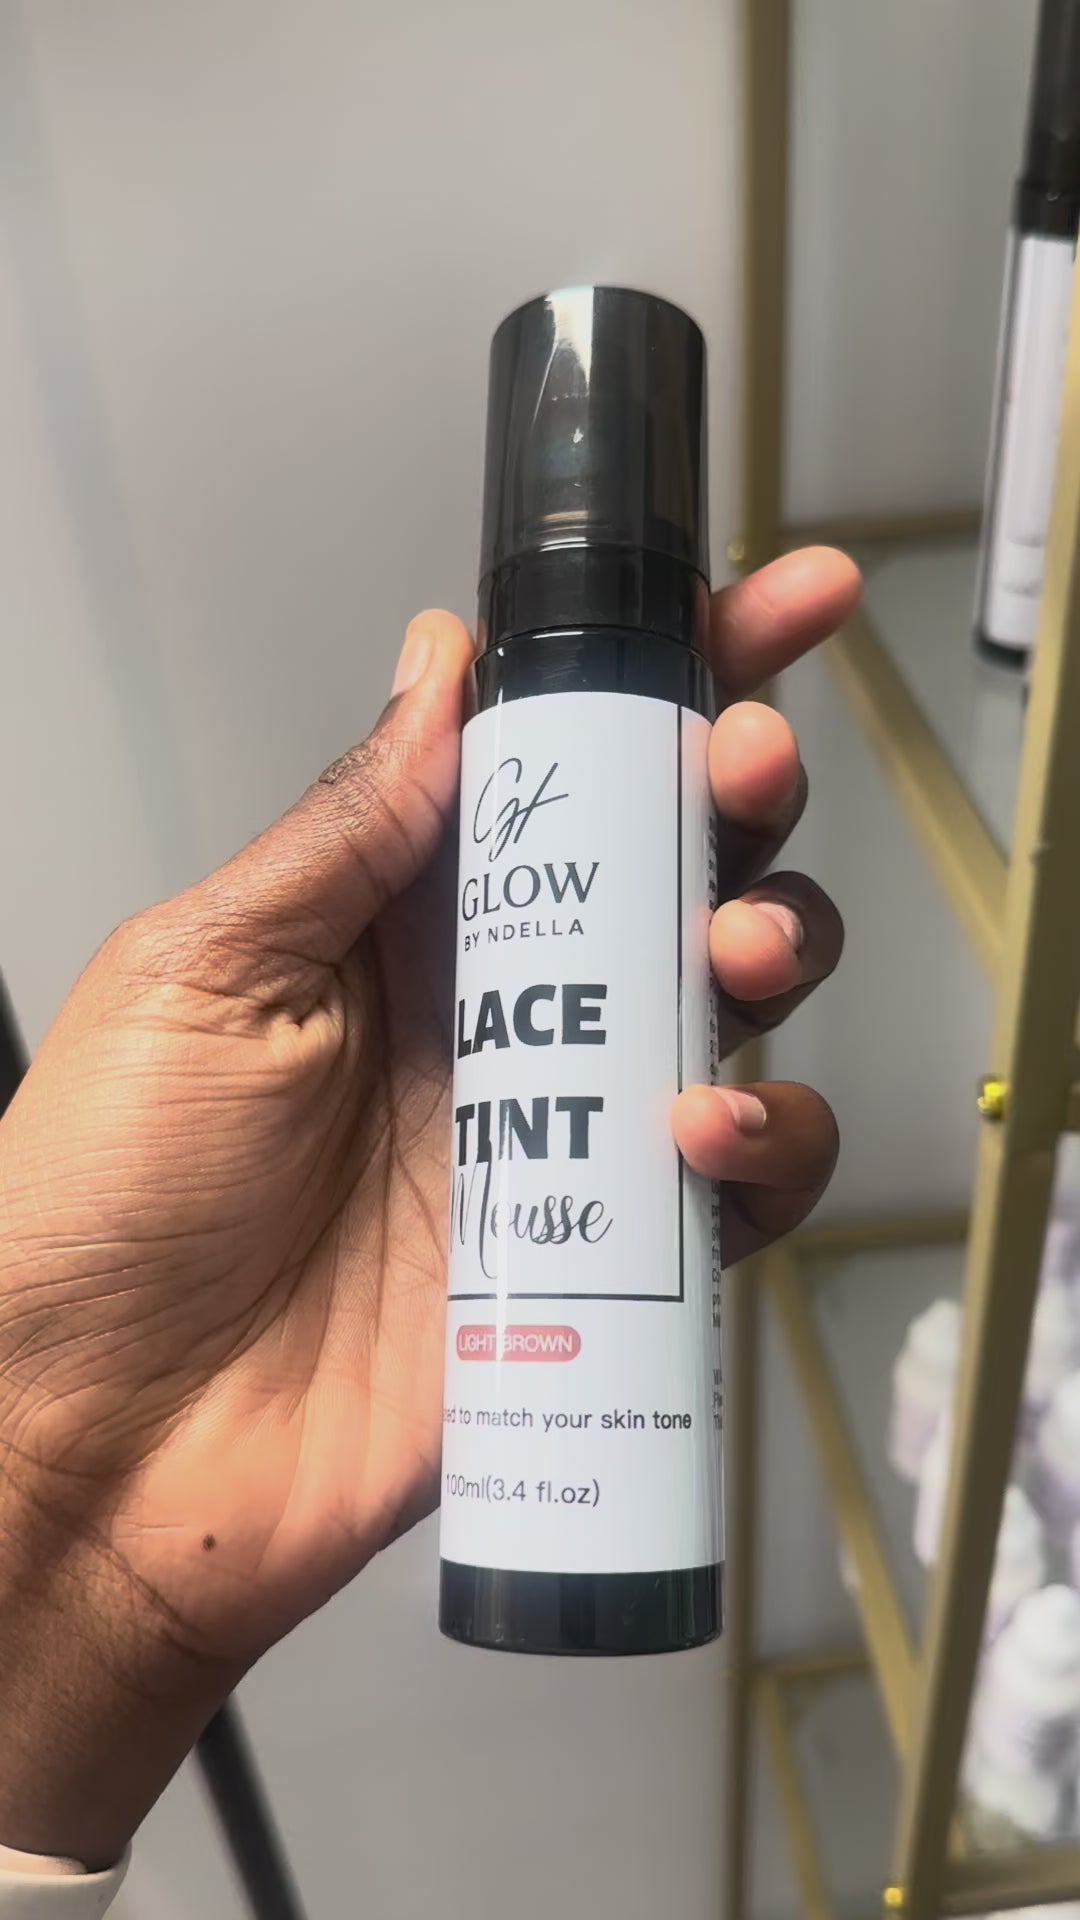 GLOW
BY NDELLA
LACE
TINT
Mousse
LIGHT BROWN
to match your skin tone
100ml(3.4 fl.oz)